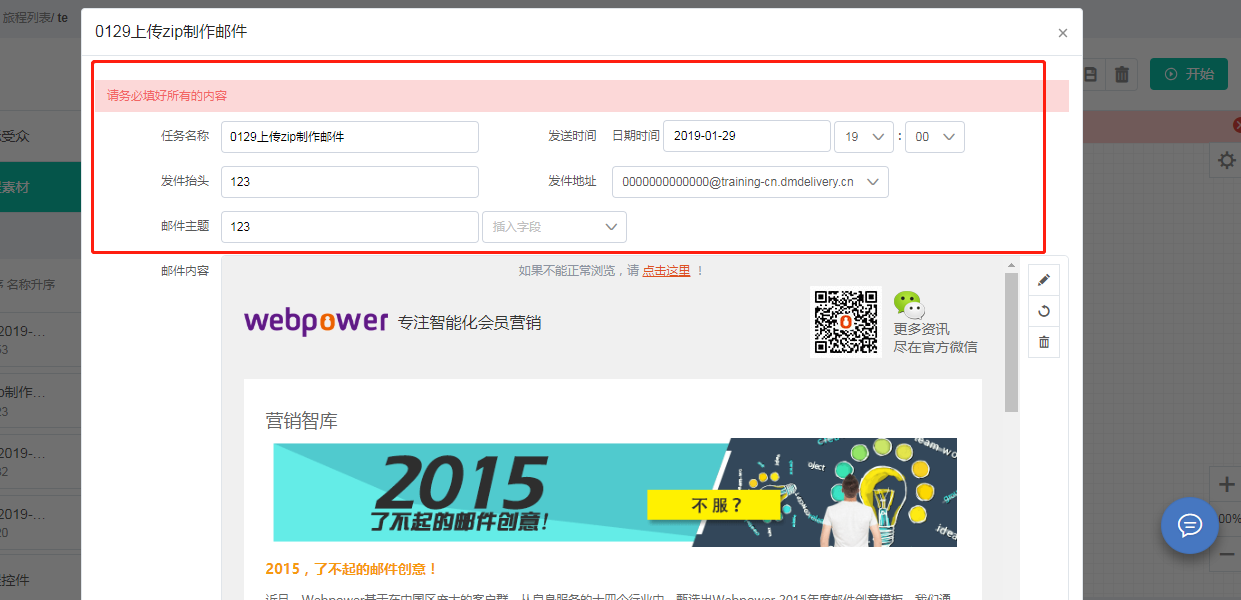 旅程列表/ te
0129上传zip制作邮件
×
开始
请务必填好所有的内容
受众
任务名称 0129上传zip制作邮件 发送时间 日期时间 2019-01-29 19 : 00
素材
发件抬头 123 发件地址 0000000000000@training-cn.dmdelivery.cn
邮件主题 123 插入字段
邮件内容 如果不能正常浏览，请 点击这里 ！
名称升序
webpower 专注智能化会员营销
更多资讯
尽在官方微信
2019-...
53
制作...
23
营销智库
2019-...
32
2015
了不起的邮件创意!
不服？
team.wo
oject
idea
2019-...
20
00%
2015，了不起的邮件创意！
控件
近日，Webpower基于在中国区庞大的客户群，从自身服务的十四个行业中，甄选出Webpower 2015年度邮件创意模板，我们通